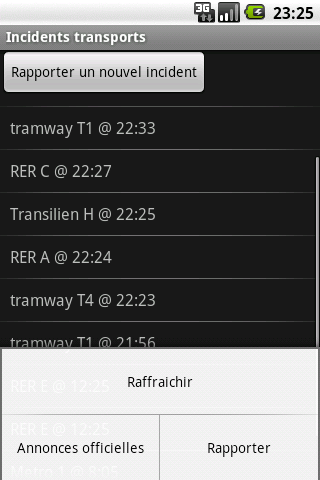 3G 23:25
Incidents transports
Rapporter un nouvel incident
tramway T1 @ 22:33
RER C @ 22:27
Transilien H @ 22:25
RER A @ 22:24
tramway T4 @ 22:23
tramway T1 @ 21:56
Raffraichir
RER E @ 12:25
RER E @ 12:25
Annonces officielles Rapporter
Metro 1 @ 9:05